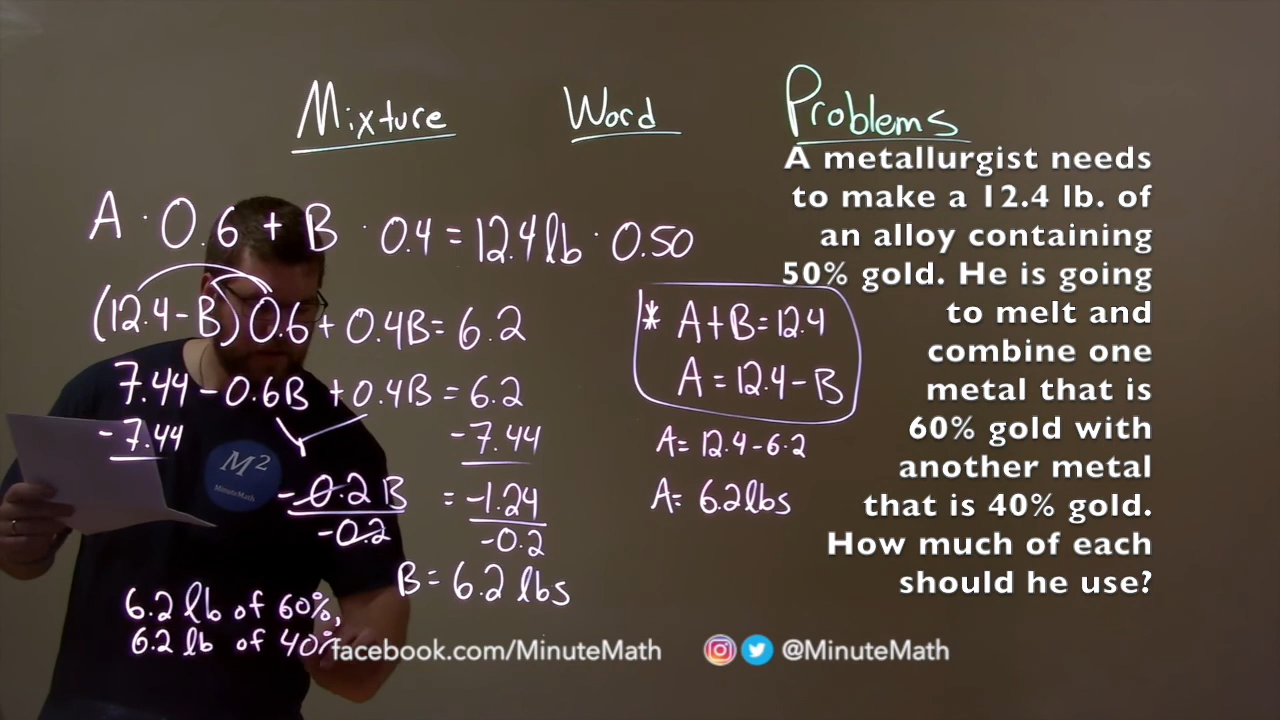 Mixture Word Problems
A metallurgist needs
to make a 12.4 lb. of
an alloy containing
50% gold. He is going
to melt and
combine one
metal that is
60% gold with
another metal
that is 40% gold.
How much of each
should he use?
A · 0.6 + B · 0.4 = 12.4 lb · 0.50
(12.4 - B) 0.6 + 0.4B = 6.2
7.44 - 0.6B + 0.4B = 6.2
- 7.44 - 7.44
-0.2 B = -1.24
-0.2 -0.2
B = 6.2 lbs
* A + B = 12.4
A = 12.4 - B
A = 12.4 - 6.2
A = 6.2 lbs
6.2 lb of 60%,
6.2 lb of 40%
M²
MinuteMath
facebook.com/MinuteMath @MinuteMath